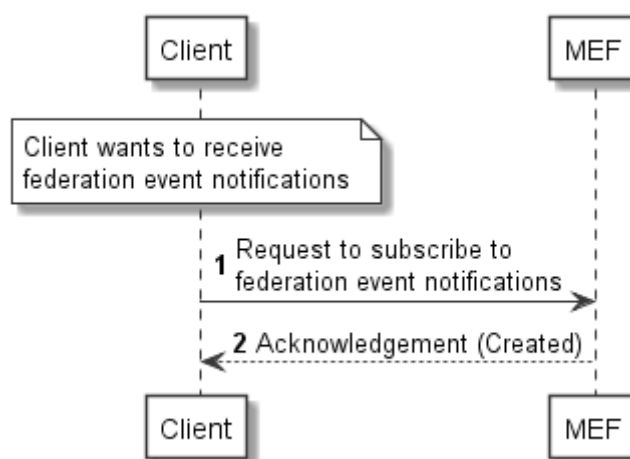 Client
MEF
Client wants to receive
federation event notifications
1 Request to subscribe to
federation event notifications
2 Acknowledgement (Created)
Client
MEF